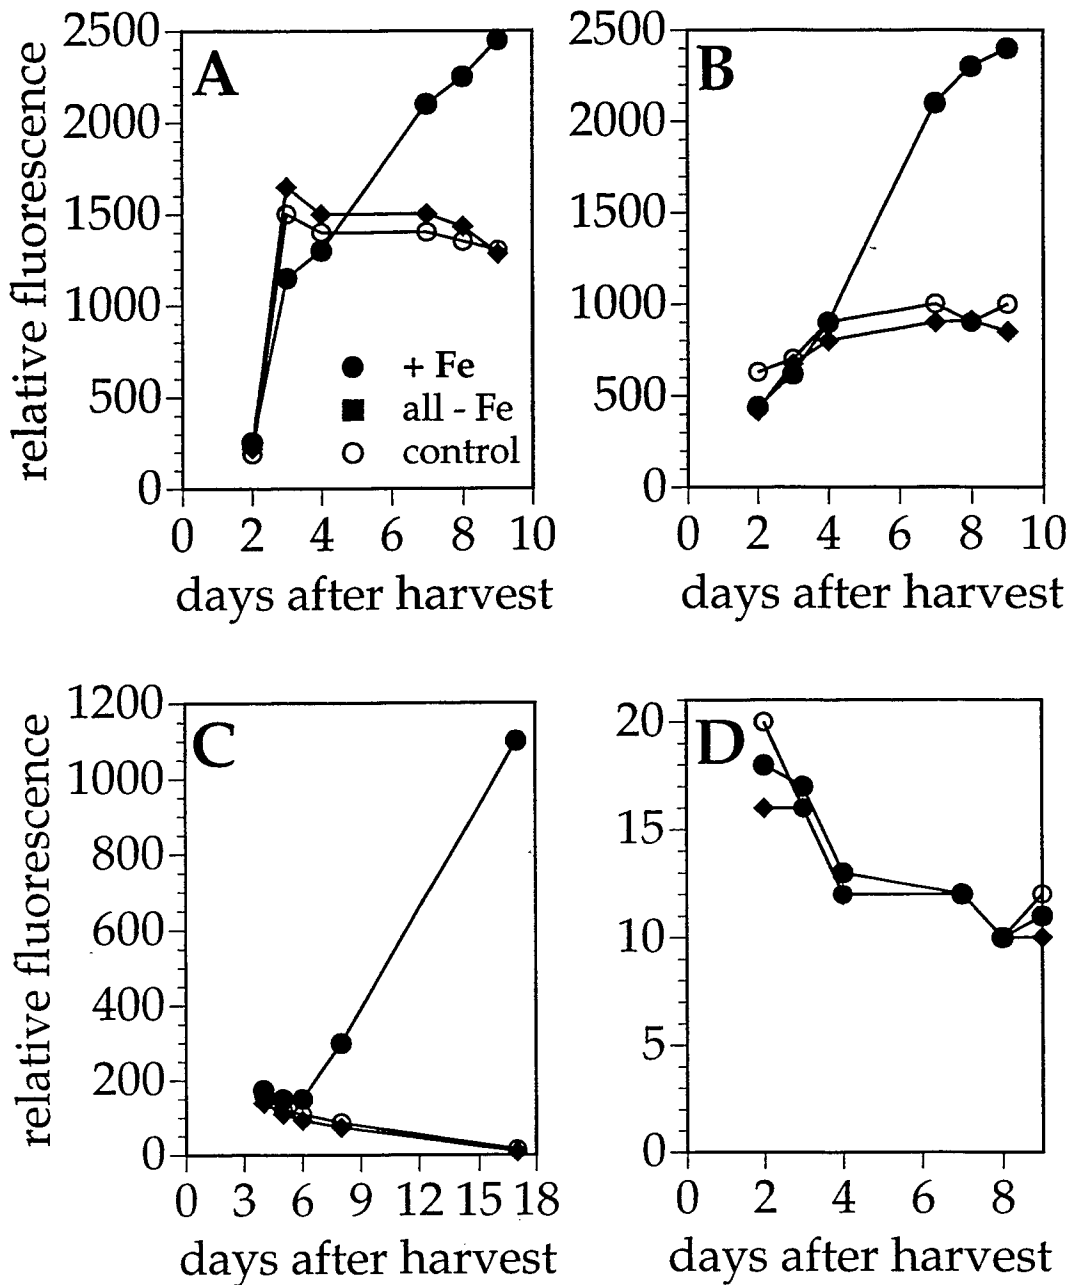 A
relative fluorescence
2500
2000
1500
1000
500
0
+ Fe
all - Fe
control
0 2 4 6 8 10
days after harvest
B
2500
2000
1500
1000
500
0
0 2 4 6 8 10
days after harvest
C
relative fluorescence
1200
1000
800
600
400
200
0
0 3 6 9 12 15 18
days after harvest
D
20
15
10
5
0
0 2 4 6 8
days after harvest